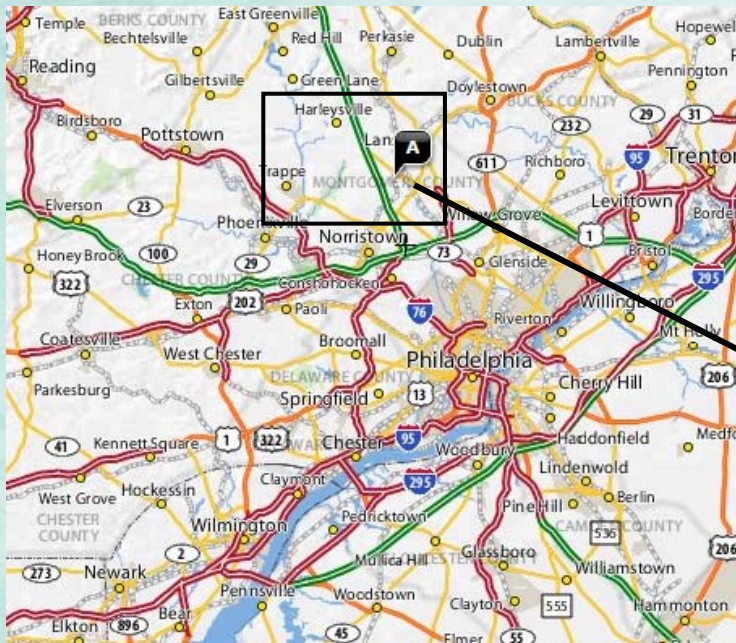 BERKS COUNTY
East Greenville
Hopewel
Temple
Bechtelsville
Red Hill
Perkasie
Dublin
Lambertville
Reading
Gilbertsville
Green Lane
Doylestown
Pennington
BUCKS COUNTY
Harleysville
29
31
Birdsboro
Pottstown
Lans
A
232
95
Trenton
611
Richboro
Trappe
MONTGOMERY COUNTY
Levittown
Elverson
23
Phoenixville
Willow Grove
Borde
Norristown
1
Honey Brook
100
29
73
Glenside
Bristol
322
CHESTER COUNTY
Conshohocken
295
202
Willingboro
Exton
Paoli
76
Riverton
Mt Holly
Coatesville
West Chester
Broomall
Philadelphia
206
Parkesburg
DELAWARE COUNTY
Springfield
13
Cherry Hill
41
Kennett Square
1
322
Chester
95
Haddonfield
Medf
Woodbury
West Grove
Hockessin
Claymont
295
Lindenwold
CHESTER
COUNTY
Pine Hill
Berlin
Wilmington
Pedricktown
CAMDEN COUNTY
536
2
Mullica Hill
Glassboro
206
273
Newark
Pennsville
Williamstown
Woodstown
Clayton
555
Hammonton
Elkton
896
Bear
45
Elmer
55